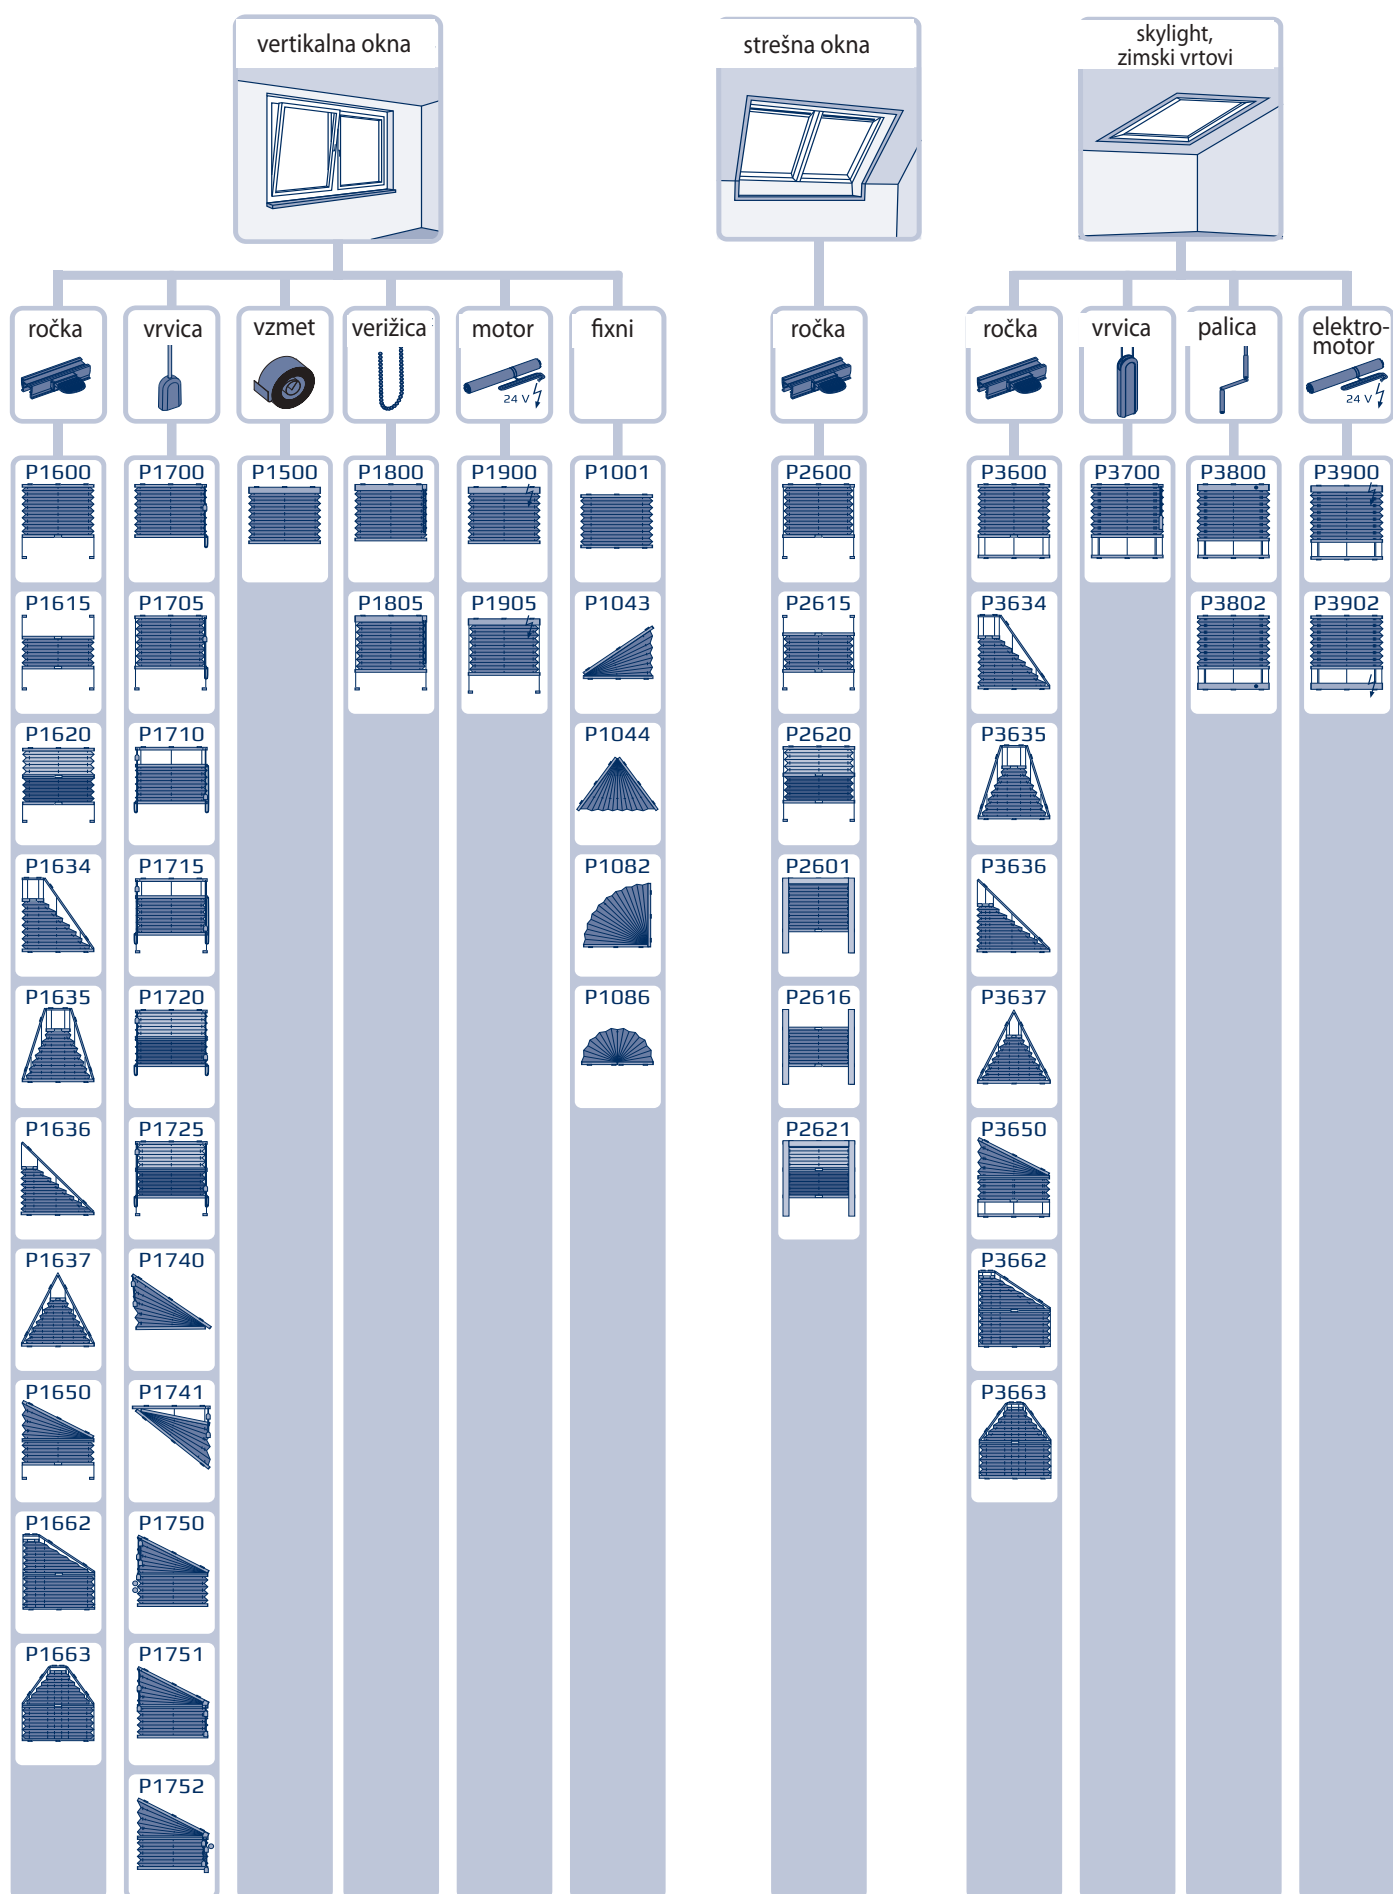 vertikalna okna
strešna okna
skylight,
zimski vrtovi
ročka
vrvica
vzmet
verižica
motor
24 V
fixni
ročka
ročka
vrvica
palica
elektro-
motor
24 V
P1600
P1615
P1620
P1634
P1635
P1636
P1637
P1650
P1662
P1663
P1700
P1705
P1710
P1715
P1720
P1725
P1740
P1741
P1750
P1751
P1752
P1500
P1800
P1805
P1900
P1905
P1001
P1043
P1044
P1082
P1086
P2600
P2615
P2620
P2601
P2616
P2621
P3600
P3634
P3635
P3636
P3637
P3650
P3662
P3663
P3700
P3800
P3802
P3900
P3902